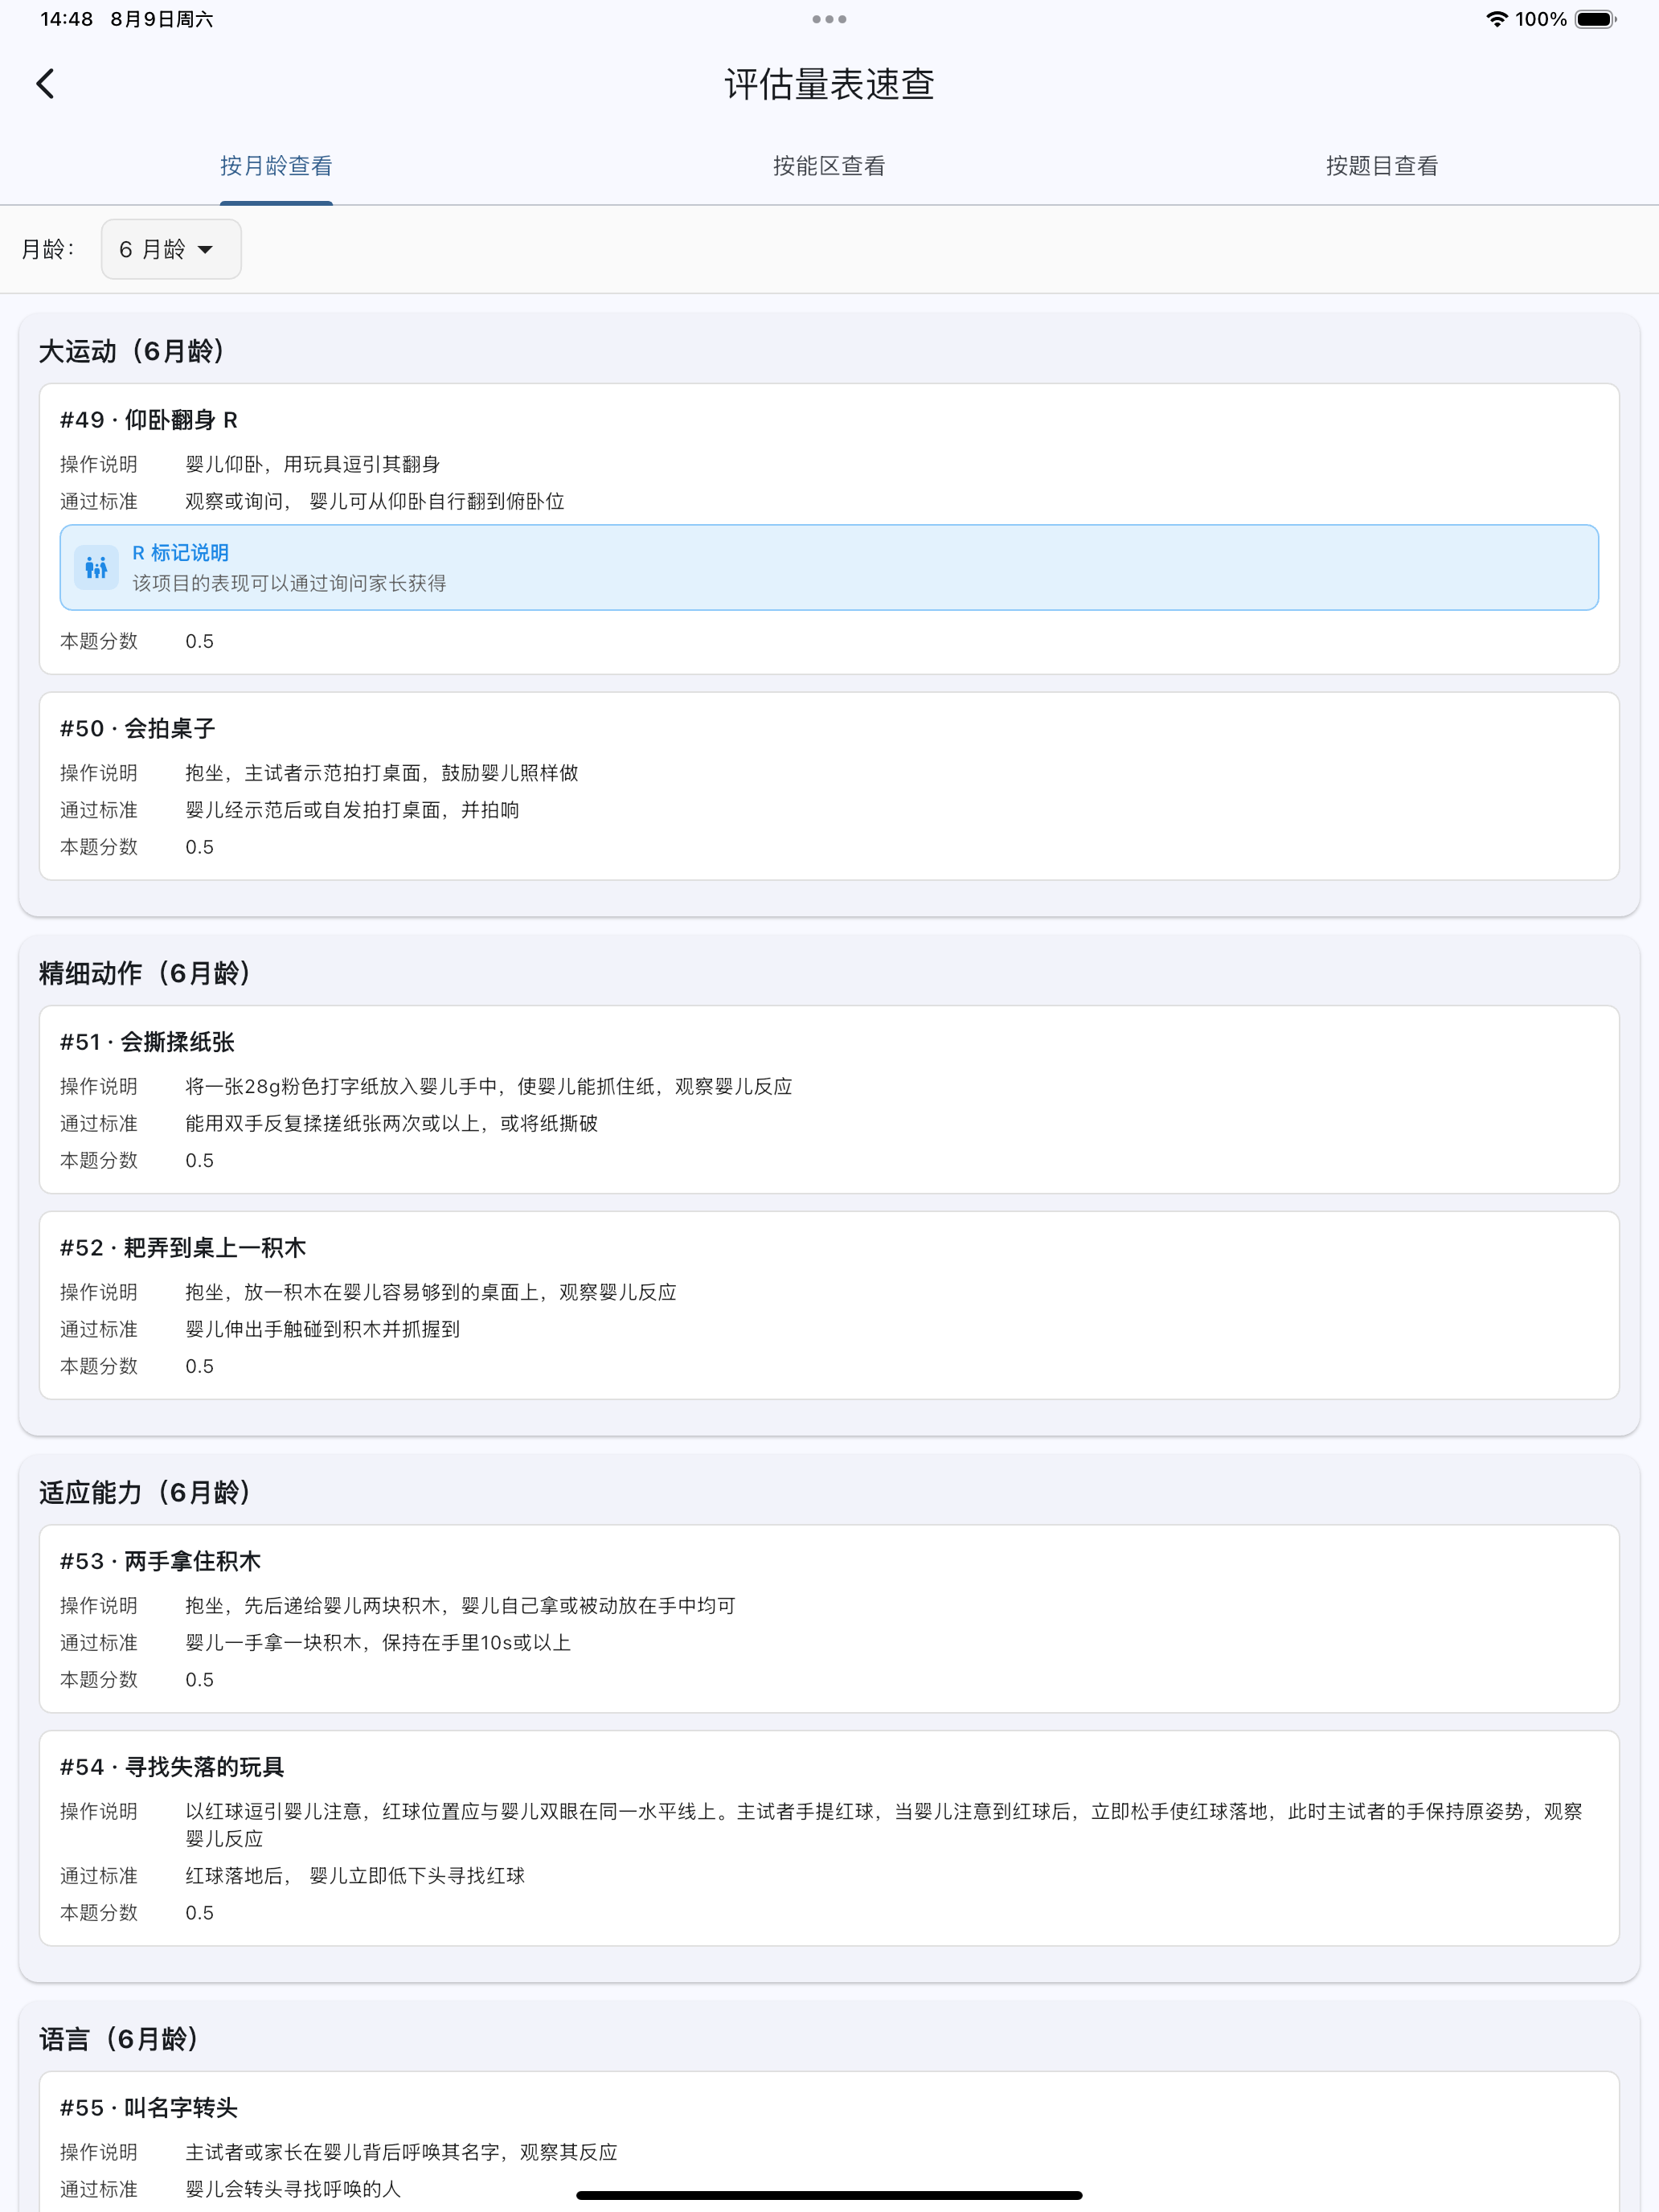 14:48 8月9日周六
100%
评估量表速查
按月龄查看
按能区查看
按题目查看
月龄：
6 月龄
大运动（6月龄）
#49 · 仰卧翻身 R
操作说明 婴儿仰卧，用玩具逗引其翻身
通过标准 观察或询问， 婴儿可从仰卧自行翻到俯卧位
R 标记说明
该项目的表现可以通过询问家长获得
本题分数 0.5
#50 · 会拍桌子
操作说明 抱坐，主试者示范拍打桌面，鼓励婴儿照样做
通过标准 婴儿经示范后或自发拍打桌面，并拍响
本题分数 0.5
精细动作（6月龄）
#51 · 会撕揉纸张
操作说明 将一张28g粉色打字纸放入婴儿手中，使婴儿能抓住纸，观察婴儿反应
通过标准 能用双手反复揉搓纸张两次或以上，或将纸撕破
本题分数 0.5
#52 · 耙弄到桌上一积木
操作说明 抱坐，放一积木在婴儿容易够到的桌面上，观察婴儿反应
通过标准 婴儿伸出手触碰到积木并抓握到
本题分数 0.5
适应能力（6月龄）
#53 · 两手拿住积木
操作说明 抱坐，先后递给婴儿两块积木，婴儿自己拿或被动放在手中均可
通过标准 婴儿一手拿一块积木，保持在手里10s或以上
本题分数 0.5
#54 · 寻找失落的玩具
操作说明 以红球逗引婴儿注意，红球位置应与婴儿双眼在同一水平线上。主试者手提红球，当婴儿注意到红球后，立即松手使红球落地，此时主试者的手保持原姿势，观察
婴儿反应
通过标准 红球落地后， 婴儿立即低下头寻找红球
本题分数 0.5
语言（6月龄）
#55 · 叫名字转头
操作说明 主试者或家长在婴儿背后呼唤其名字，观察其反应
通过标准 婴儿会转头寻找呼唤的人